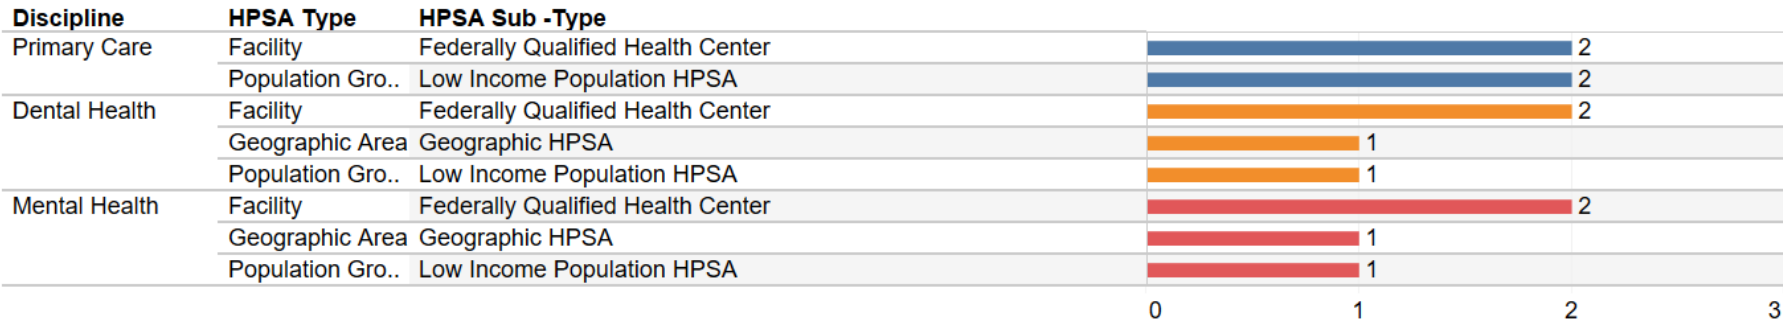 Discipline HPSA Type HPSA Sub -Type
Primary Care Facility Federally Qualified Health Center 2
Population Gro.. Low Income Population HPSA 2
Dental Health Facility Federally Qualified Health Center 2
Geographic Area Geographic HPSA 1
Population Gro.. Low Income Population HPSA 1
Mental Health Facility Federally Qualified Health Center 2
Geographic Area Geographic HPSA 1
Population Gro.. Low Income Population HPSA 1
0 1 2 3